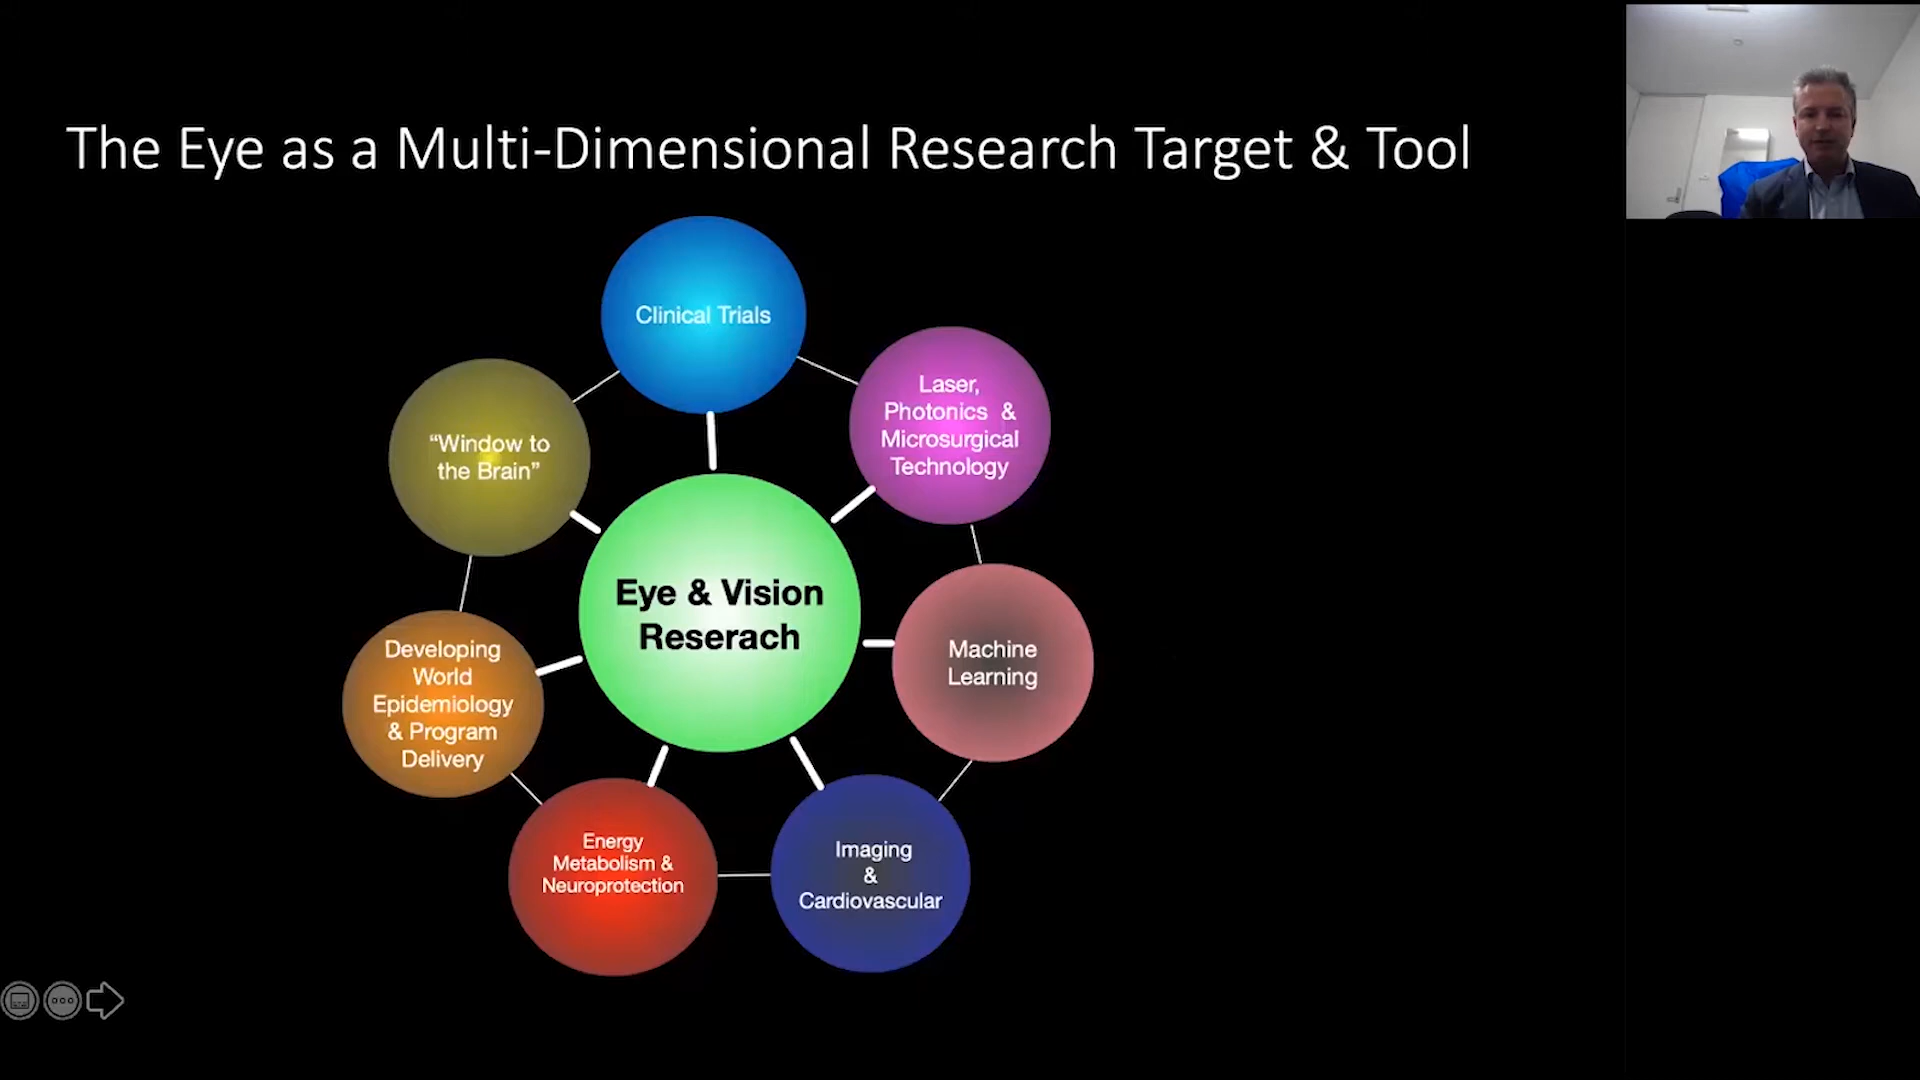 The Eye as a Multi-Dimensional Research Target & Tool
Clinical Trials
Laser,
Photonics &
Microsurgical
Technology
"Window to
the Brain"
Eye & Vision
Reserach
Machine
Learning
Developing
World
Epidemiology
& Program
Delivery
Energy
Metabolism &
Neuroprotection
Imaging
&
Cardiovascular